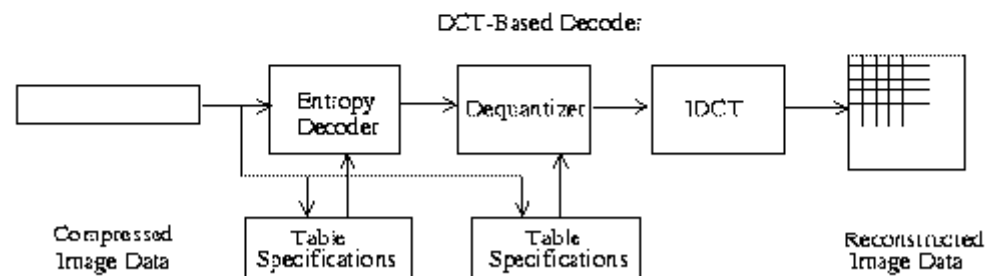 DCT-Based Decoder
Entropy
Decoder
Dequantizer
IDCT
Compressed
Image Data
Table
Specifications
Table
Specifications
Reconstructed
Image Data